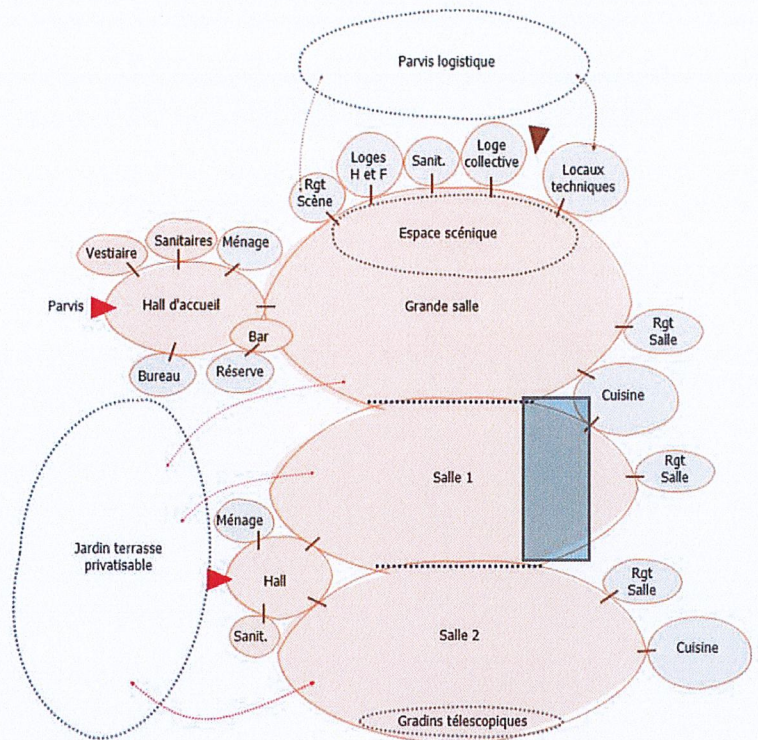 Parvis logistique
Loges
H et F
Sanit.
Loge
collective
Rgt
Scène
Locaux
techniques
Espace scénique
Vestiaire
Sanitaires
Ménage
Parvis
Hall d'accueil
Grande salle
Bar
Rgt
Salle
Bureau
Réserve
Cuisine
Salle 1
Rgt
Salle
Ménage
Jardin terrasse
privatisable
Hall
Rgt
Salle
Sanit.
Salle 2
Cuisine
Gradins télescopiques